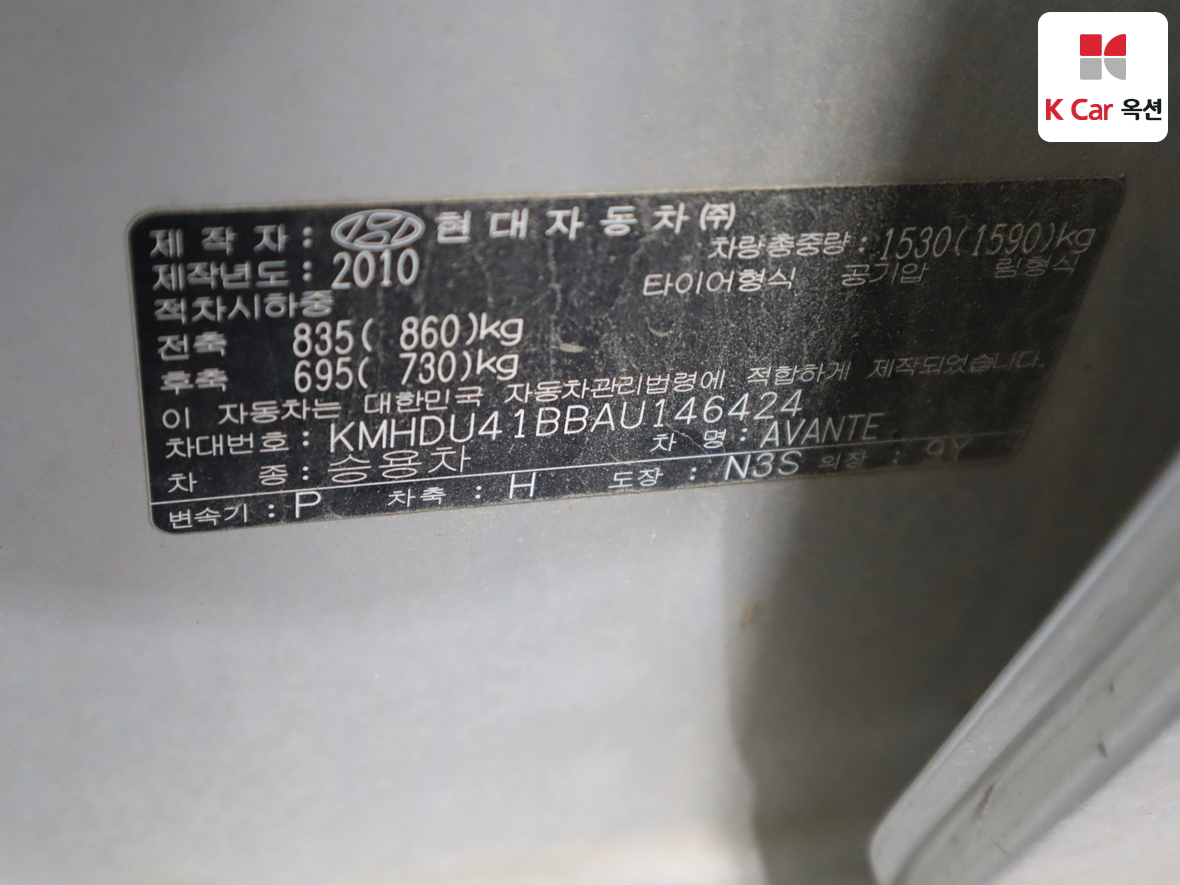 K Car 옥션
제 작 자 : 현 대 자 동 차 ㈜
제작년도 : 2010
차량총중량 : 1530(1590)kg
적차시하중
타이어형식 공기압 림형식
전축 835( 860)kg
후축 695( 730)kg
이 자동차는 대한민국 자동차관리법령에 적합하게 제작되었습니다.
차대번호 : KMHDU41BBAU146424
차 종 : 승용차 차 명 : AVANTE
변속기 : P 차축 : H 도장 : N3S 의장 : 9Y